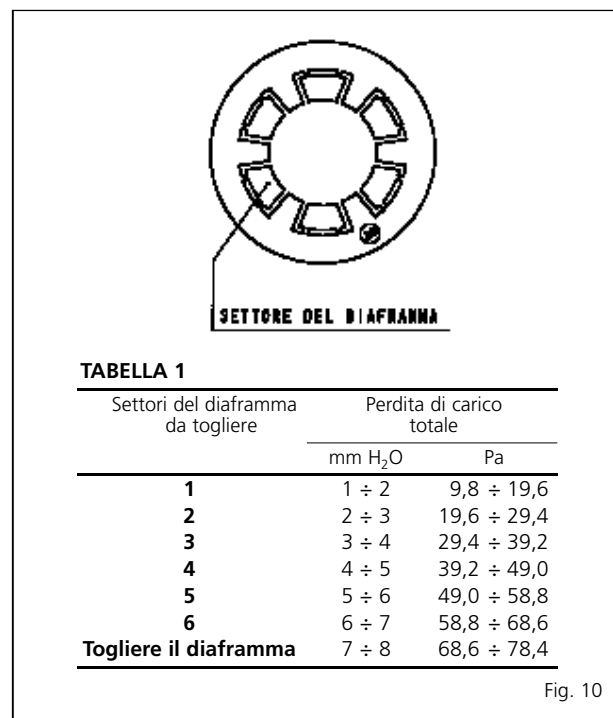 SETTORE DEL DIAFRAMMA
TABELLA 1
Settori del diaframma Perdita di carico
da togliere totale
mm H₂O Pa
1 1 ÷ 2 9,8 ÷ 19,6
2 2 ÷ 3 19,6 ÷ 29,4
3 3 ÷ 4 29,4 ÷ 39,2
4 4 ÷ 5 39,2 ÷ 49,0
5 5 ÷ 6 49,0 ÷ 58,8
6 6 ÷ 7 58,8 ÷ 68,6
Togliere il diaframma 7 ÷ 8 68,6 ÷ 78,4
Fig. 10